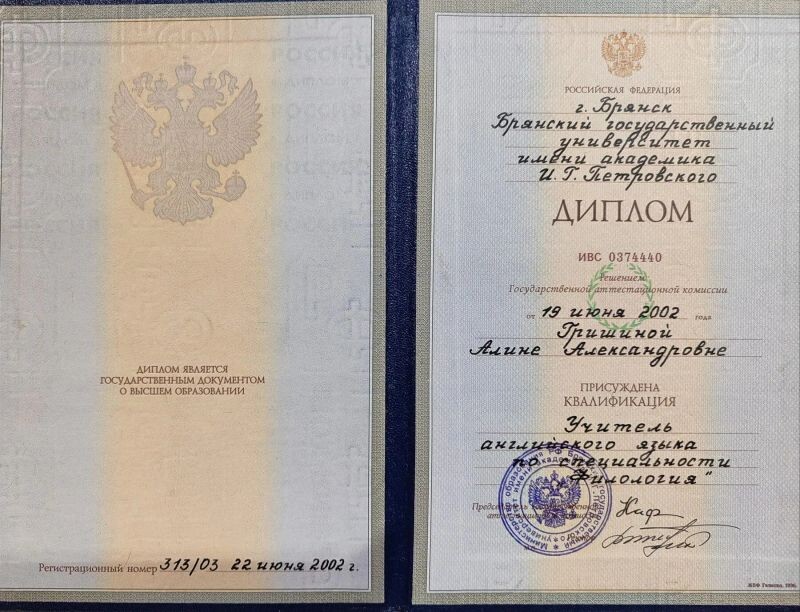 ДИПЛОМ ЯВЛЯЕТСЯ
ГОСУДАРСТВЕННЫМ ДОКУМЕНТОМ
О ВЫСШЕМ ОБРАЗОВАНИИ
Регистрационный номер 313/03 22 июня 2002 г.
РОССИЙСКАЯ ФЕДЕРАЦИЯ
г. Брянск
Брянский государственный
университет
имени академика
И.Г. Петровского
ДИПЛОМ
ИВС 0374440
Решением
Государственной аттестационной комиссии
от 19 июня 2002 года
Гришиной
Алине Александровне
ПРИСУЖДЕНА
КВАЛИФИКАЦИЯ
Учитель
английского языка
по специальности
"Филология"
Председатель